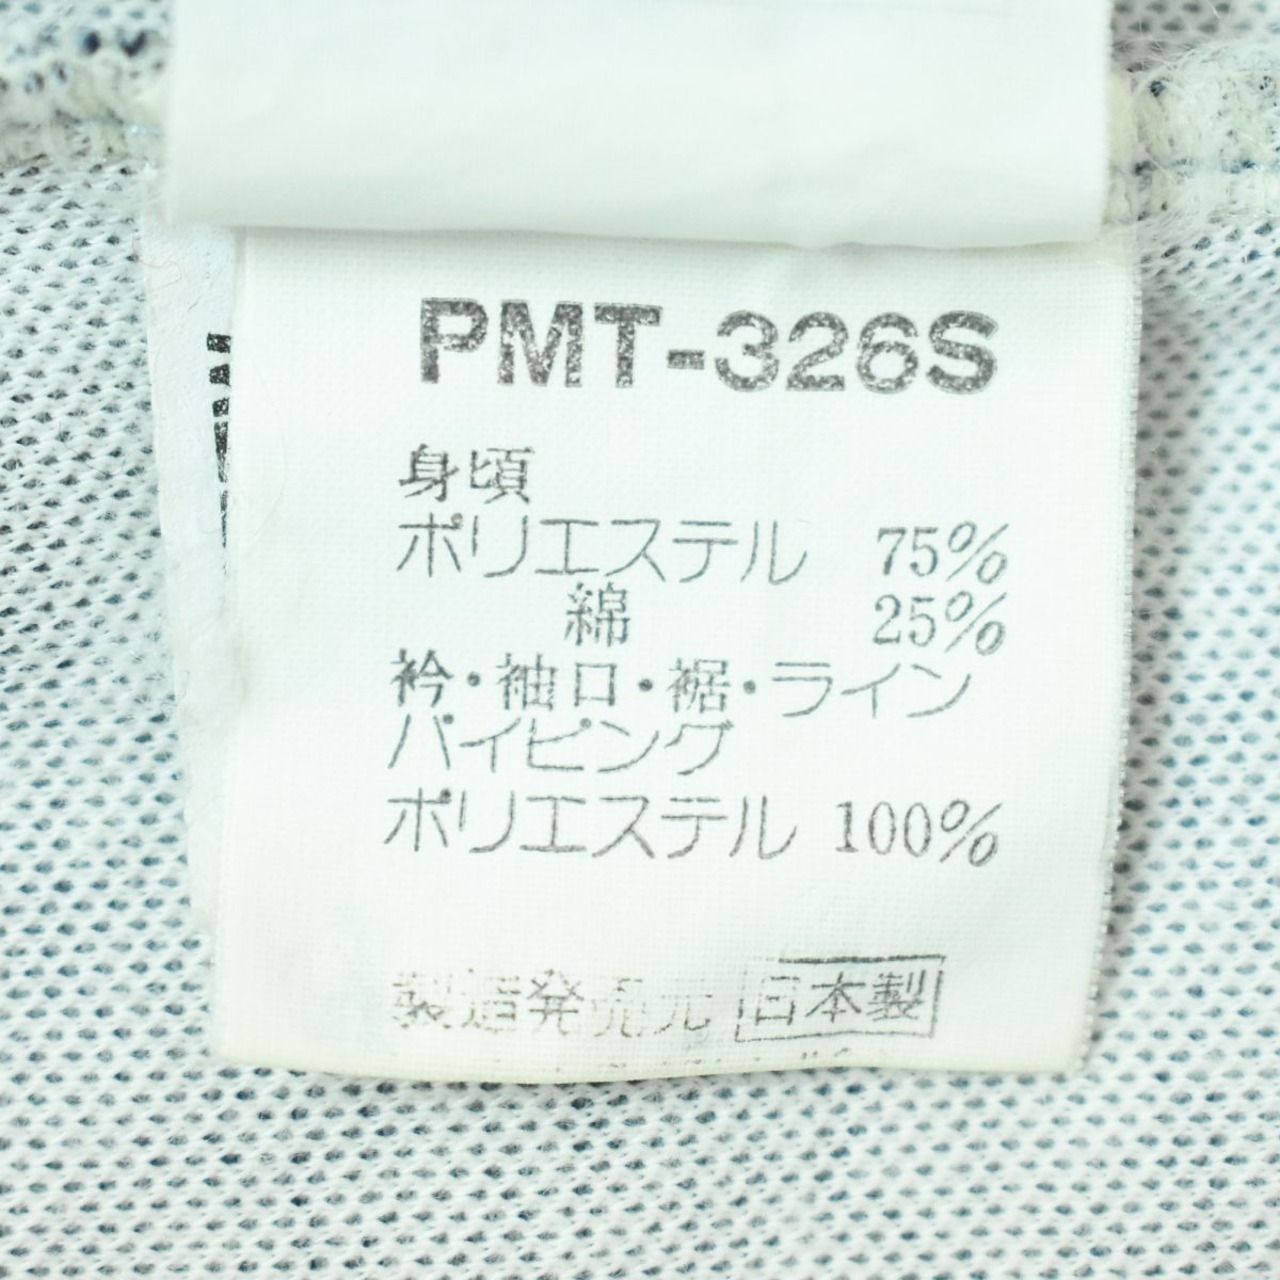 PMT-326S
身頃
ポリエステル 75%
綿 25%
衿・袖口・裾・ライン
パイピング
ポリエステル 100%
製造発売元 日本製